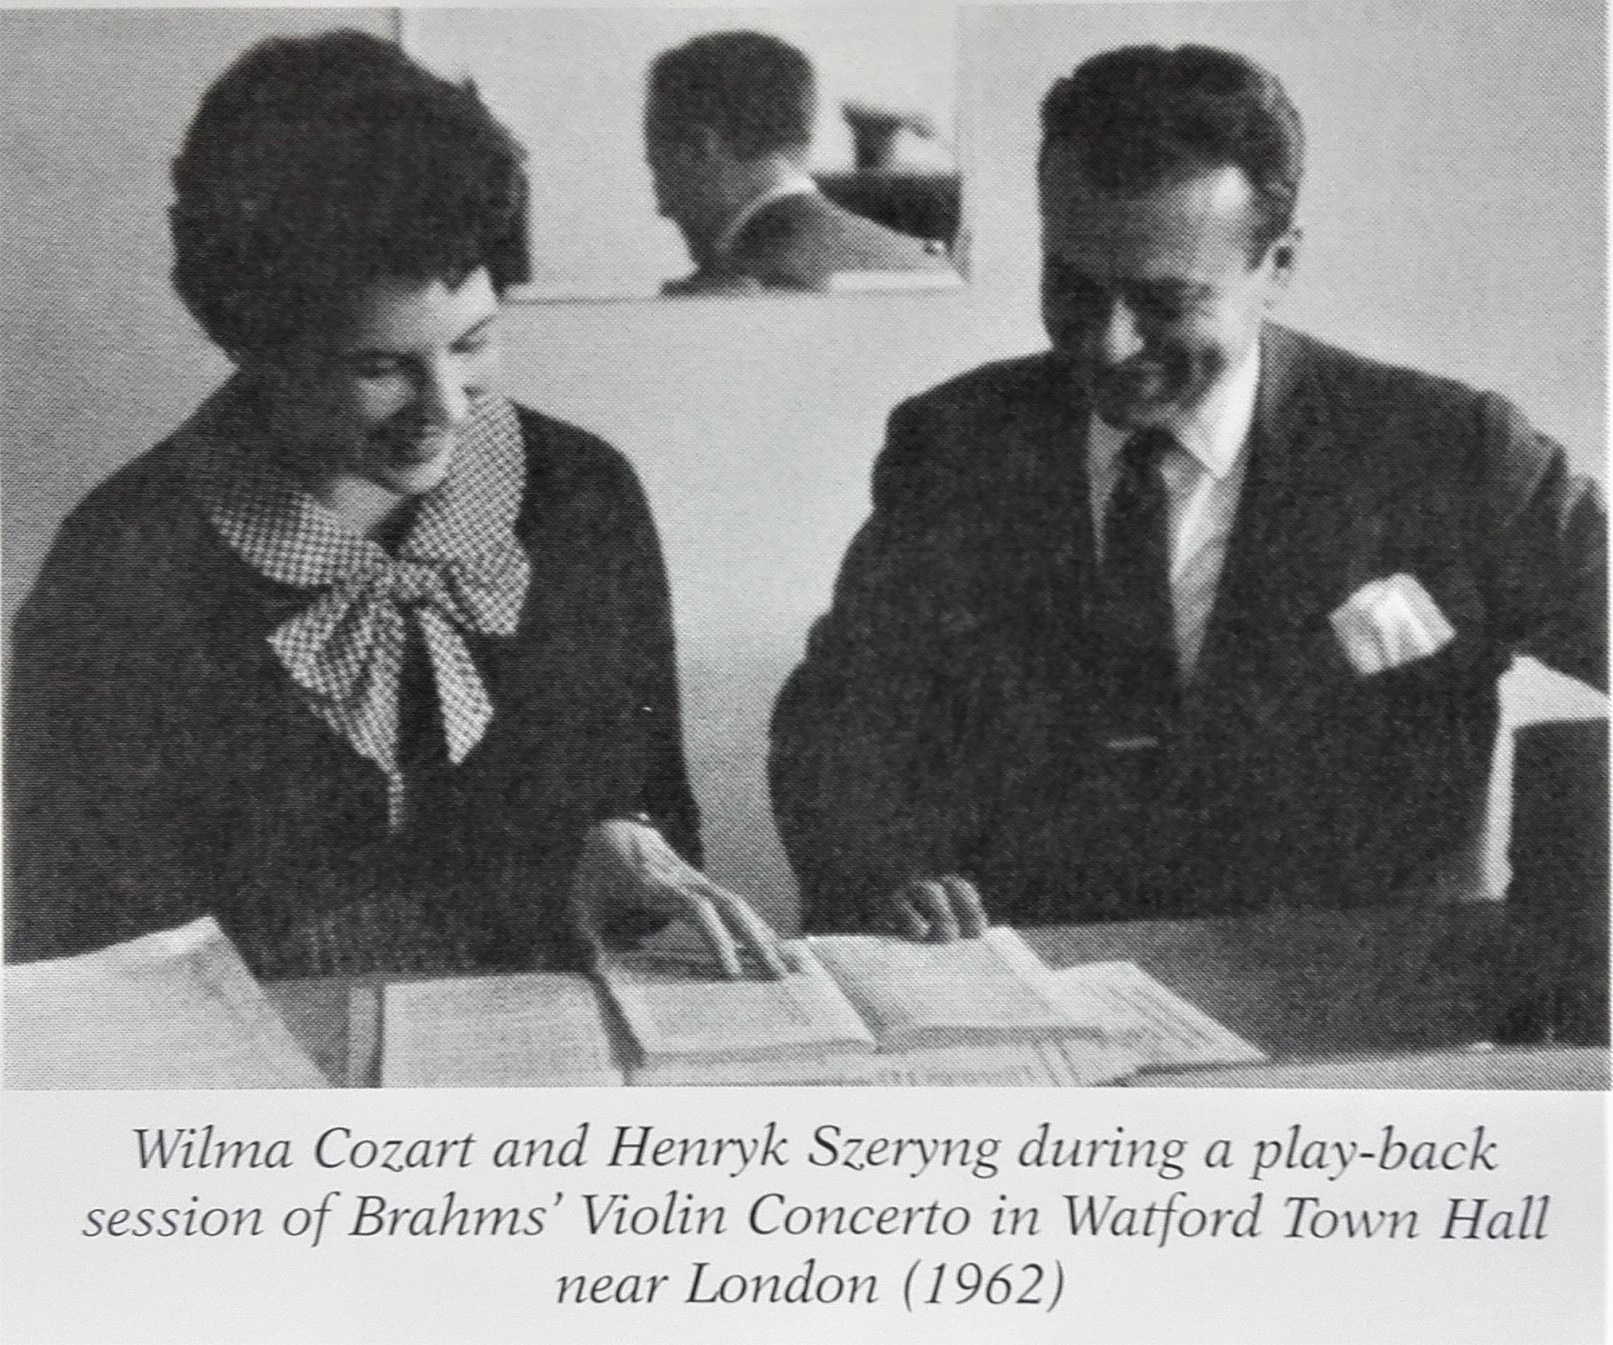 Wilma Cozart and Henryk Szeryng during a play-back
session of Brahms’ Violin Concerto in Watford Town Hall
near London (1962)